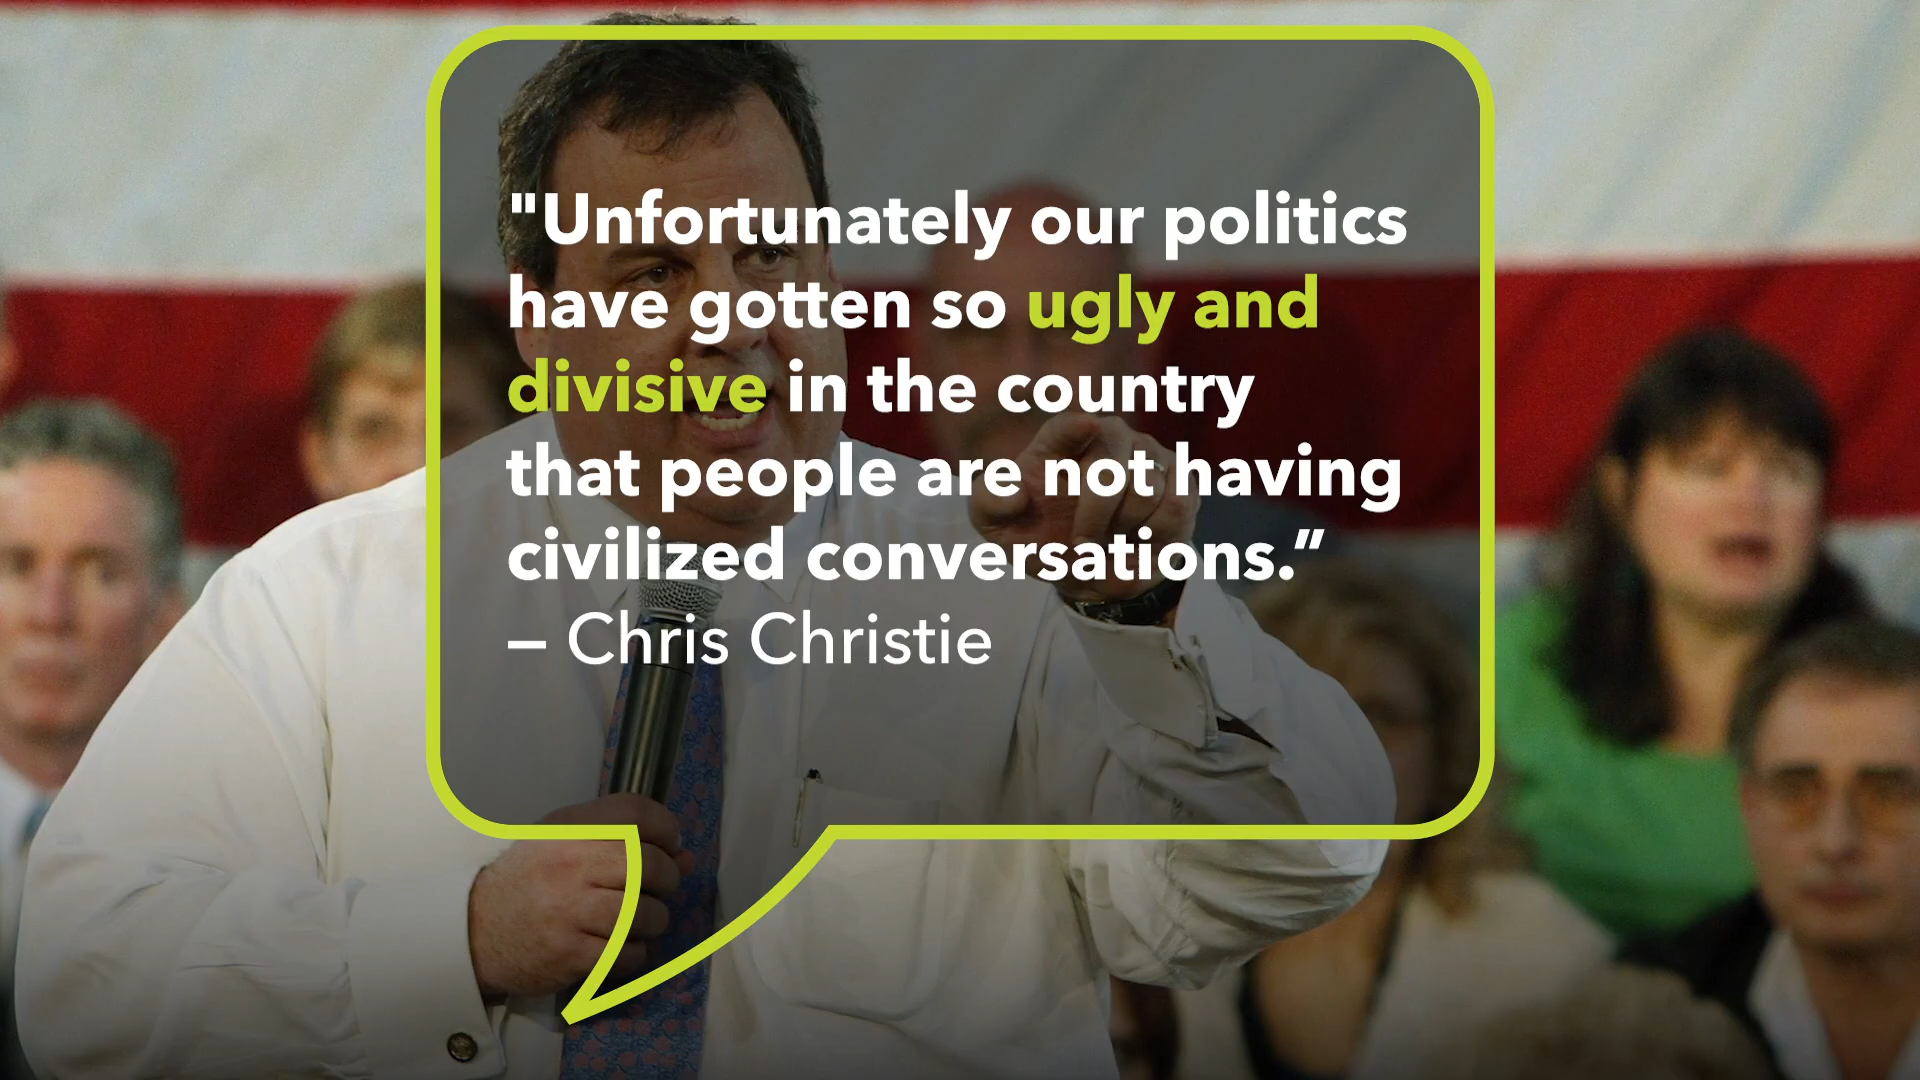 "Unfortunately our politics
have gotten so ugly and
divisive in the country
that people are not having
civilized conversations.”
– Chris Christie